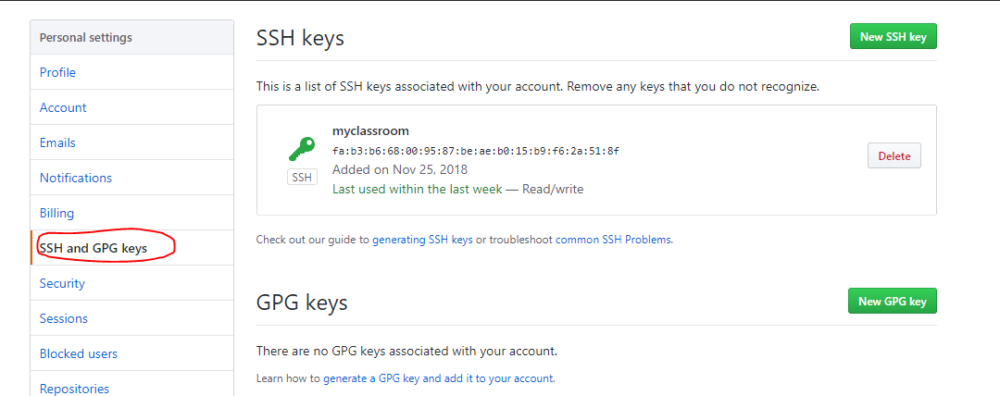 Personal settings
Profile
Account
Emails
Notifications
Billing
SSH and GPG keys
Security
Sessions
Blocked users
Repositories
SSH keys
New SSH key
This is a list of SSH keys associated with your account. Remove any keys that you do not recognize.
myclassroom
fa:b3:b6:68:00:95:87:be:ae:b0:15:b9:f6:2a:51:8f
SSH
Added on Nov 25, 2018
Last used within the last week — Read/write
Delete
Check out our guide to generating SSH keys or troubleshoot common SSH Problems.
GPG keys
New GPG key
There are no GPG keys associated with your account.
Learn how to generate a GPG key and add it to your account.